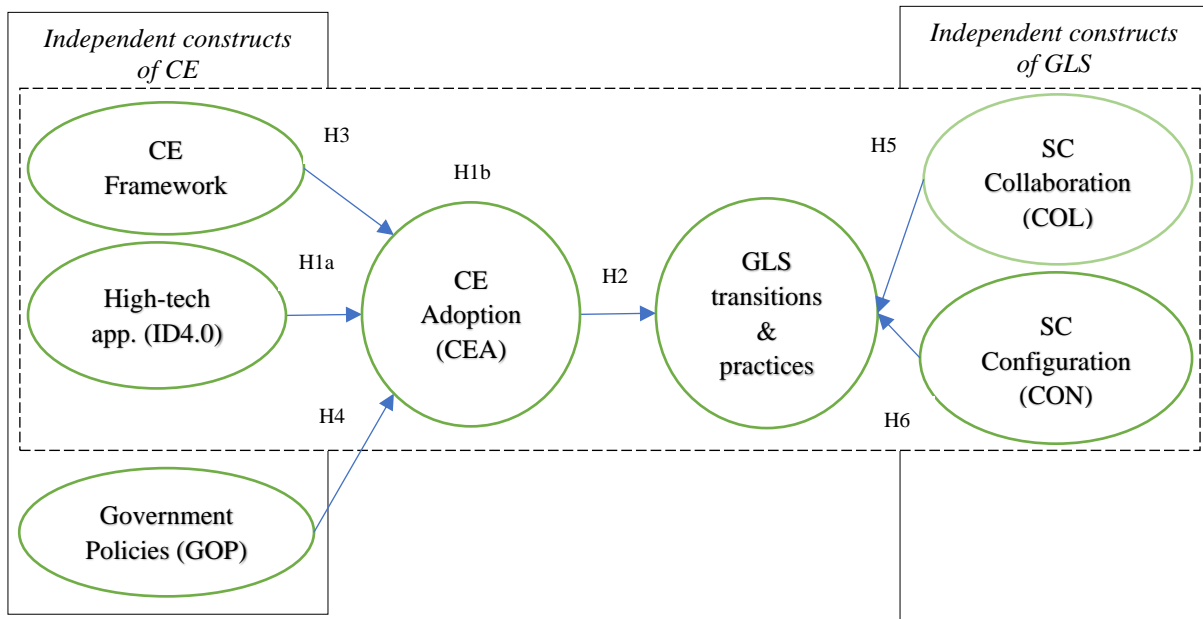 Independent constructs
of CE
Independent constructs
of GLS
CE
Framework
H3
H1b
H5
SC
Collaboration
(COL)
High-tech
app. (ID4.0)
H1a
CE
Adoption
(CEA)
H2
GLS
transitions
&
practices
SC
Configuration
(CON)
H4
H6
Government
Policies (GOP)